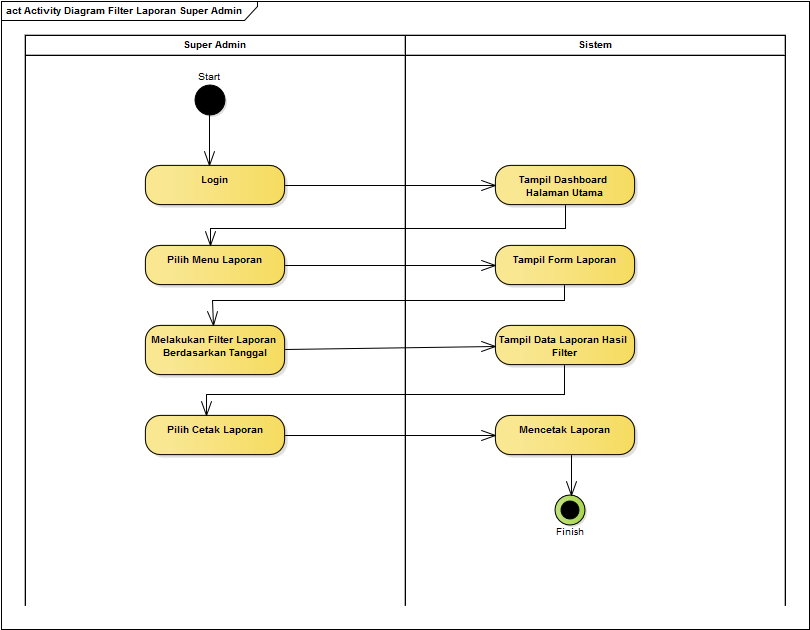 act Activity Diagram Filter Laporan Super Admin
Super Admin
Sistem
Start
Login
Tampil Dashboard
Halaman Utama
Pilih Menu Laporan
Tampil Form Laporan
Melakukan Filter Laporan
Berdasarkan Tanggal
Tampil Data Laporan Hasil
Filter
Pilih Cetak Laporan
Mencetak Laporan
Finish